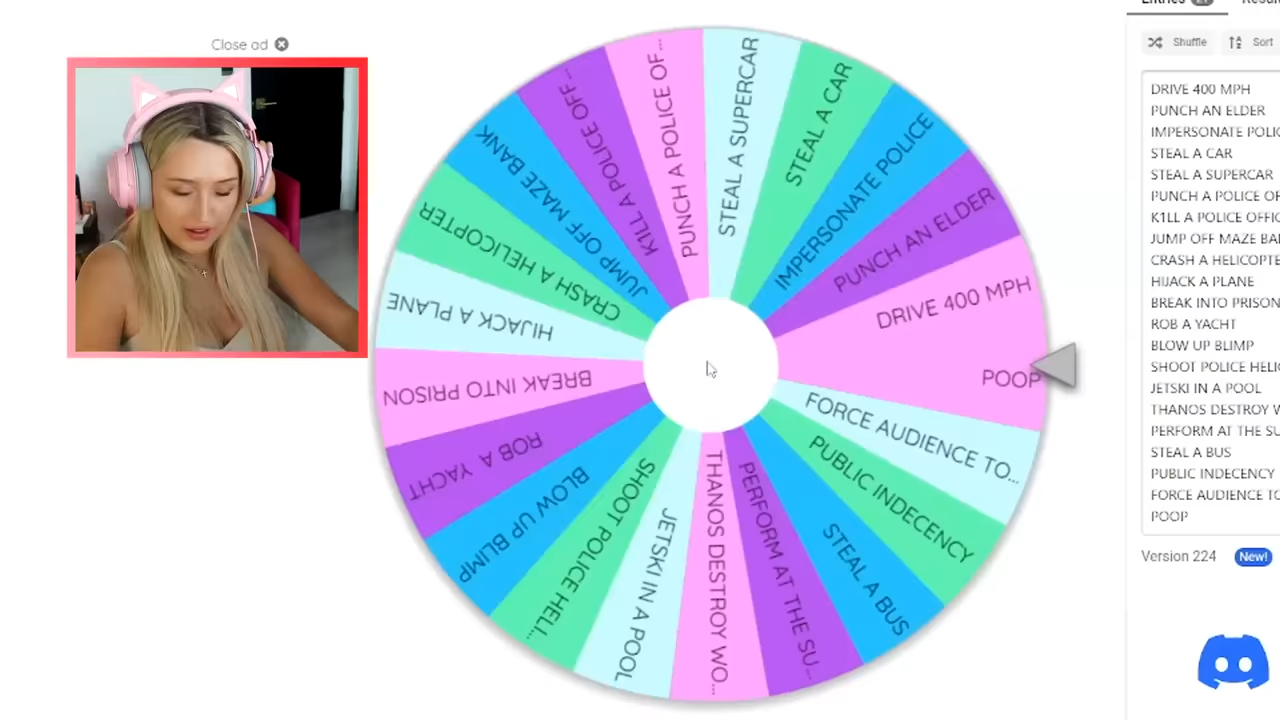 Close ad
STEAL A SUPERCAR
STEAL A CAR
IMPERSONATE POLICE
PUNCH AN ELDER
DRIVE 400 MPH
POOP
FORCE AUDIENCE TO...
PUBLIC INDECENCY
STEAL A BUS
PERFORM AT THE SU...
THANOS DESTROY WO...
JETSKI IN A POOL
SHOOT POLICE HELI...
BLOW UP BLIMP
ROB A YACHT
BREAK INTO PRISON
HIJACK A PLANE
CRASH A HELICOPTER
JUMP OFF MAZE BANK
K1LL A POLICE OFF...
PUNCH A POLICE OF...
Entries 21
Shuffle
Sort
DRIVE 400 MPH
PUNCH AN ELDER
IMPERSONATE POLIC
STEAL A CAR
STEAL A SUPERCAR
PUNCH A POLICE OF
K1LL A POLICE OFFIC
JUMP OFF MAZE BA
CRASH A HELICOPTE
HIJACK A PLANE
BREAK INTO PRISON
ROB A YACHT
BLOW UP BLIMP
SHOOT POLICE HELI
JETSKI IN A POOL
THANOS DESTROY W
PERFORM AT THE SU
STEAL A BUS
PUBLIC INDECENCY
FORCE AUDIENCE TO
POOP
Version 224
New!